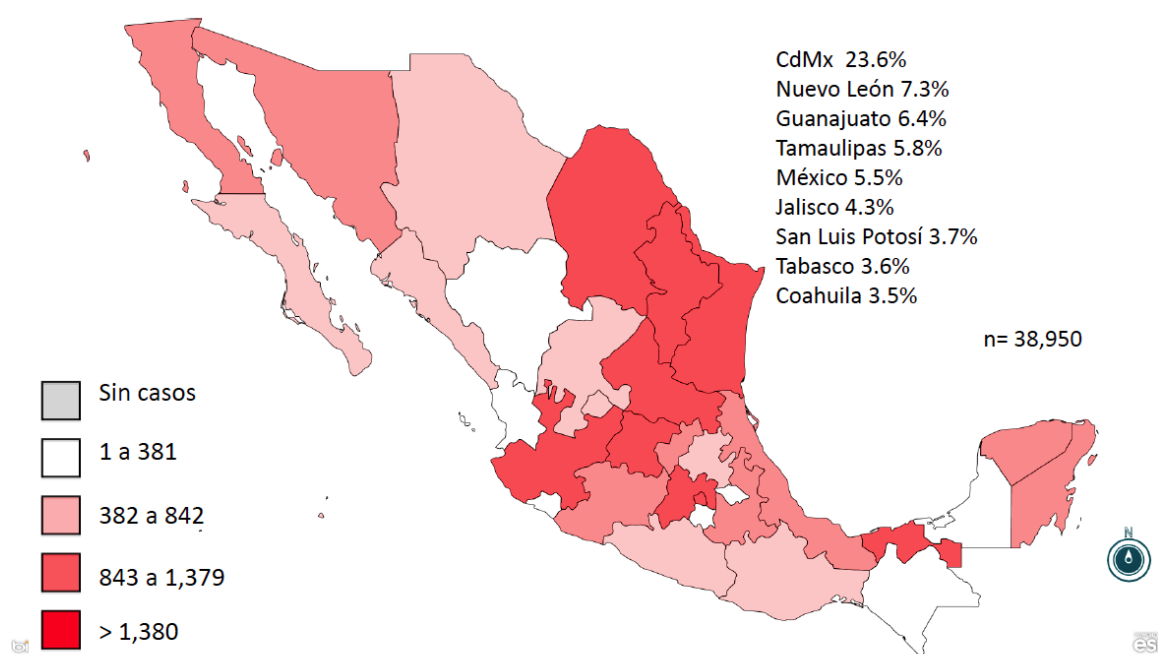 CdMx 23.6%
Nuevo León 7.3%
Guanajuato 6.4%
Tamaulipas 5.8%
México 5.5%
Jalisco 4.3%
San Luis Potosí 3.7%
Tabasco 3.6%
Coahuila 3.5%
n= 38,950
Sin casos
1 a 381
382 a 842
843 a 1,379
> 1,380
N
es